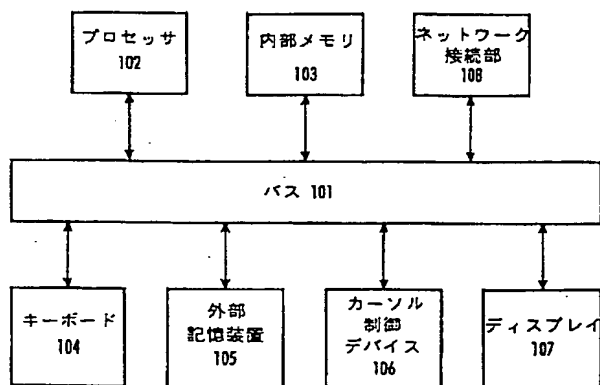 プロセッサ
102
内部メモリ
103
ネットワーク
接続部
108
バス 101
キーボード
104
外部
記憶装置
105
カーソル
制御
デバイス
106
ディスプレイ
107